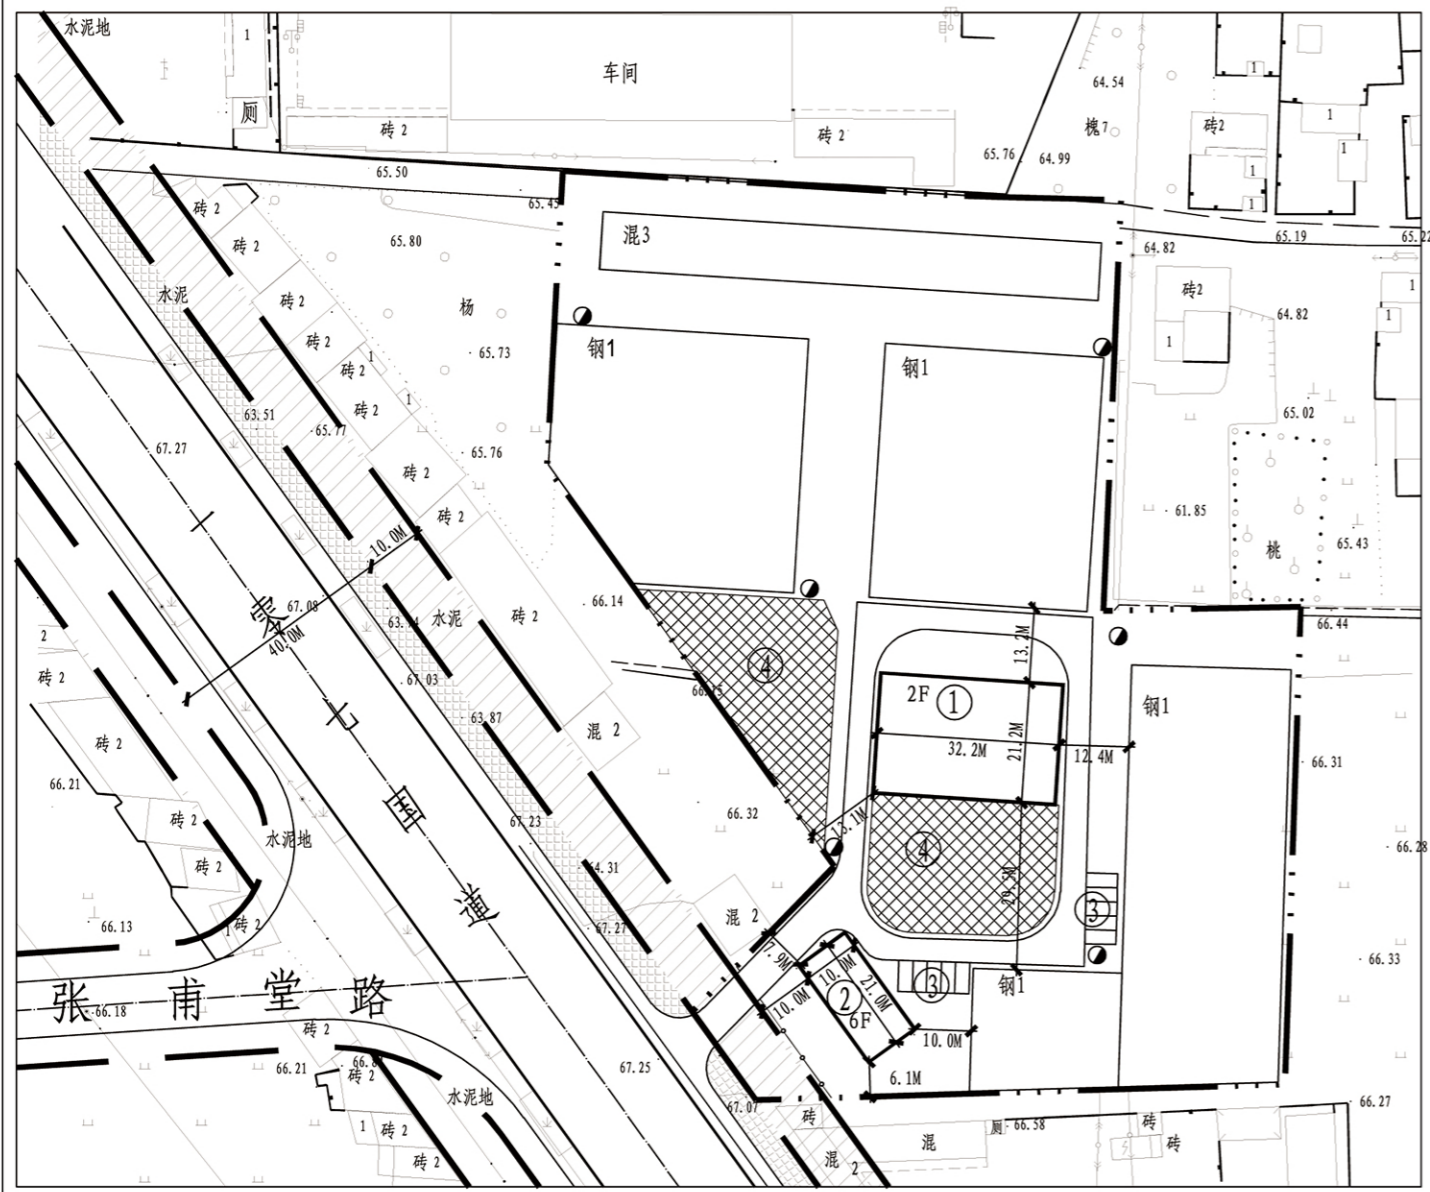 水泥地
1
厕
车间
砖 2
砖 2
64.54
槐7
砖2
1
1
1
1
1
65.76
64.99
65.50
65.45
65.19
65.22
64.82
砖 2
砖 2
65.80
混3
水泥
砖 2
杨
砖2
1
64.82
1
1
砖 2
钢1
钢1
65.73
1
砖 2
1
砖 2
63.51
65.77
65.76
65.02
67.27
砖 2
砖 2
61.85
65.43
桃
10.0M
一
零
七
国
道
67.08
40.0M
66.14
水泥
砖 2
66.44
2
砖 2
13.2M
④
67.03
66.15
2F
①
钢1
63.87
混 2
砖 2
32.2M
21.2M
12.4M
66.31
66.21
67.23
66.32
13.1M
砖 2
水泥地
④
66.28
砖 2
64.31
29.5M
③
66.13
砖 2
1
67.27
混 2
7.9M
66.33
10.0M
21.0M
③
钢1
10.0M
②
6F
张甫堂路
66.18
砖 2
10.0M
66.21
砖 2
67.25
6.1M
水泥地
67.07
66.27
砖
厕
66.58
砖
砖
1
砖 2
混
砖 2
混 2